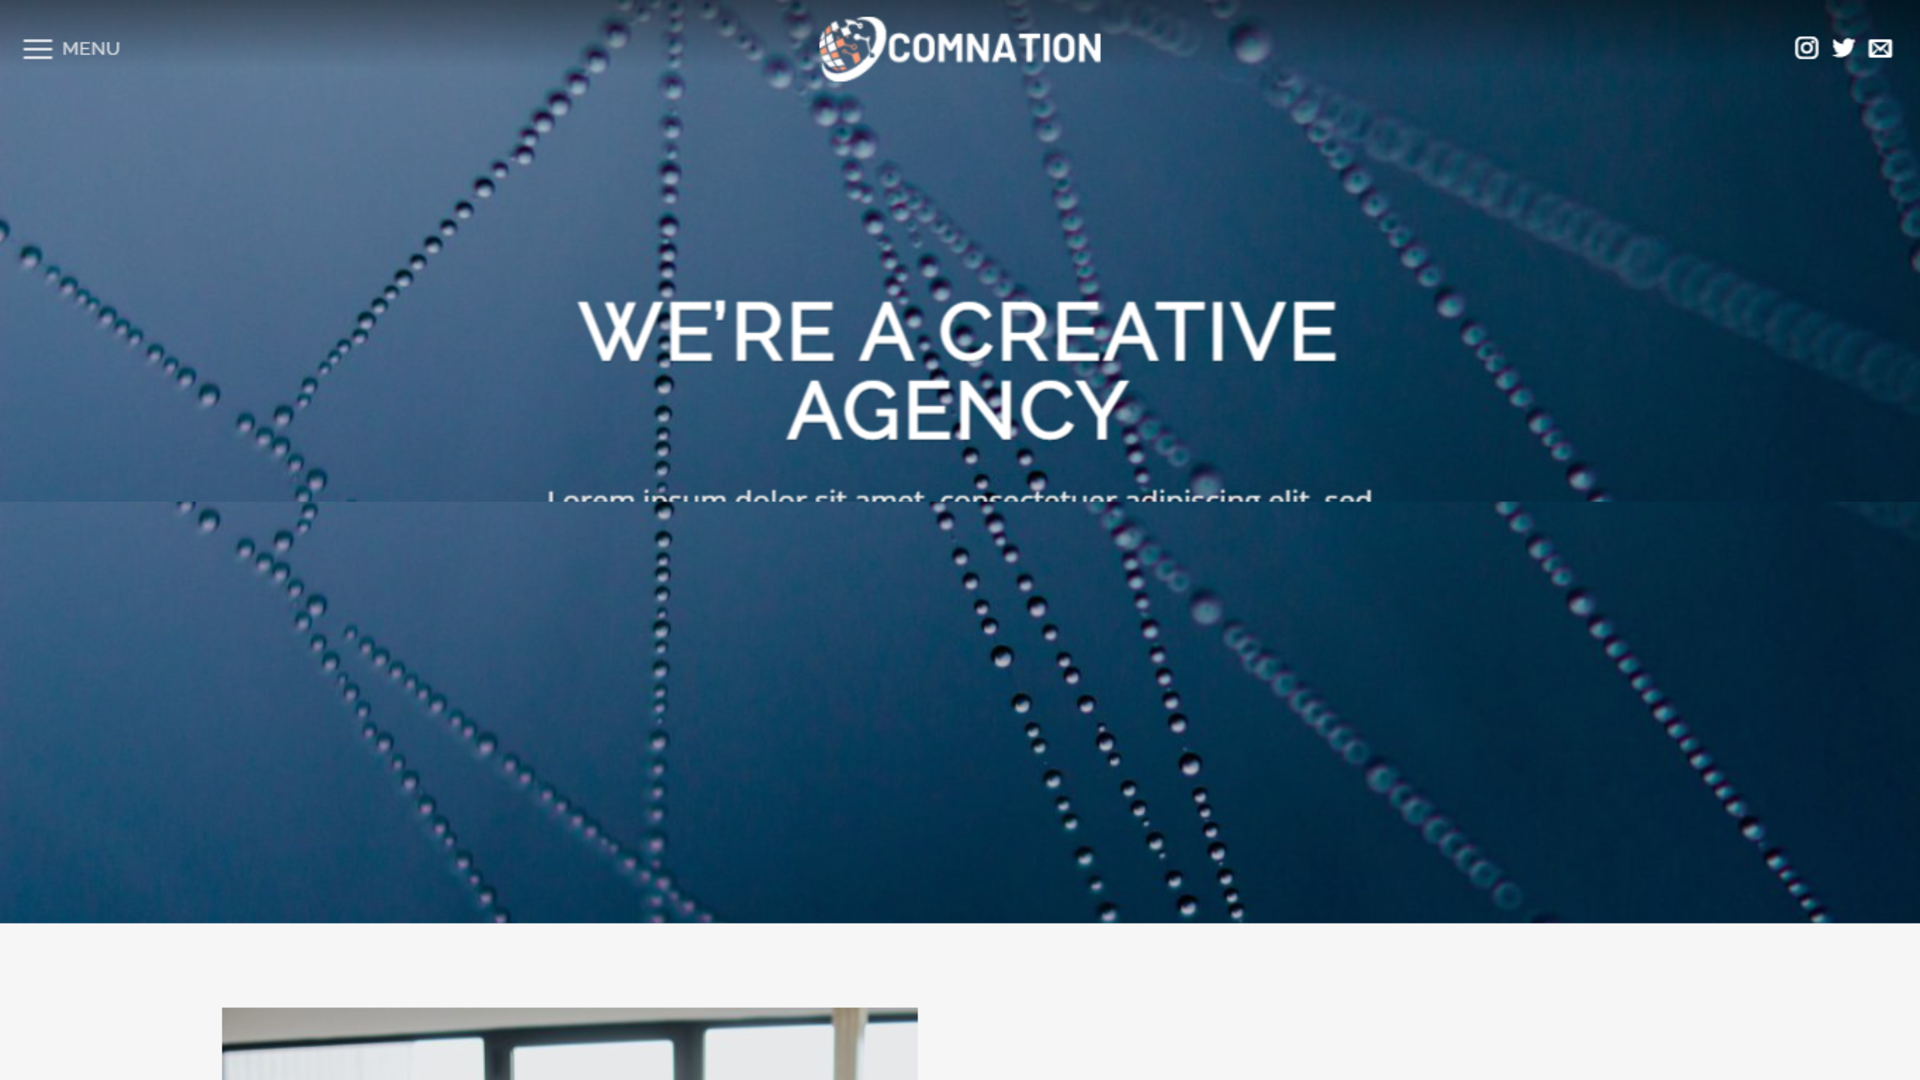 MENU
COMNATION
WE'RE A CREATIVE
AGENCY
Lorem ipsum dolor sit amet, consectetuer adipiscing elit, sed